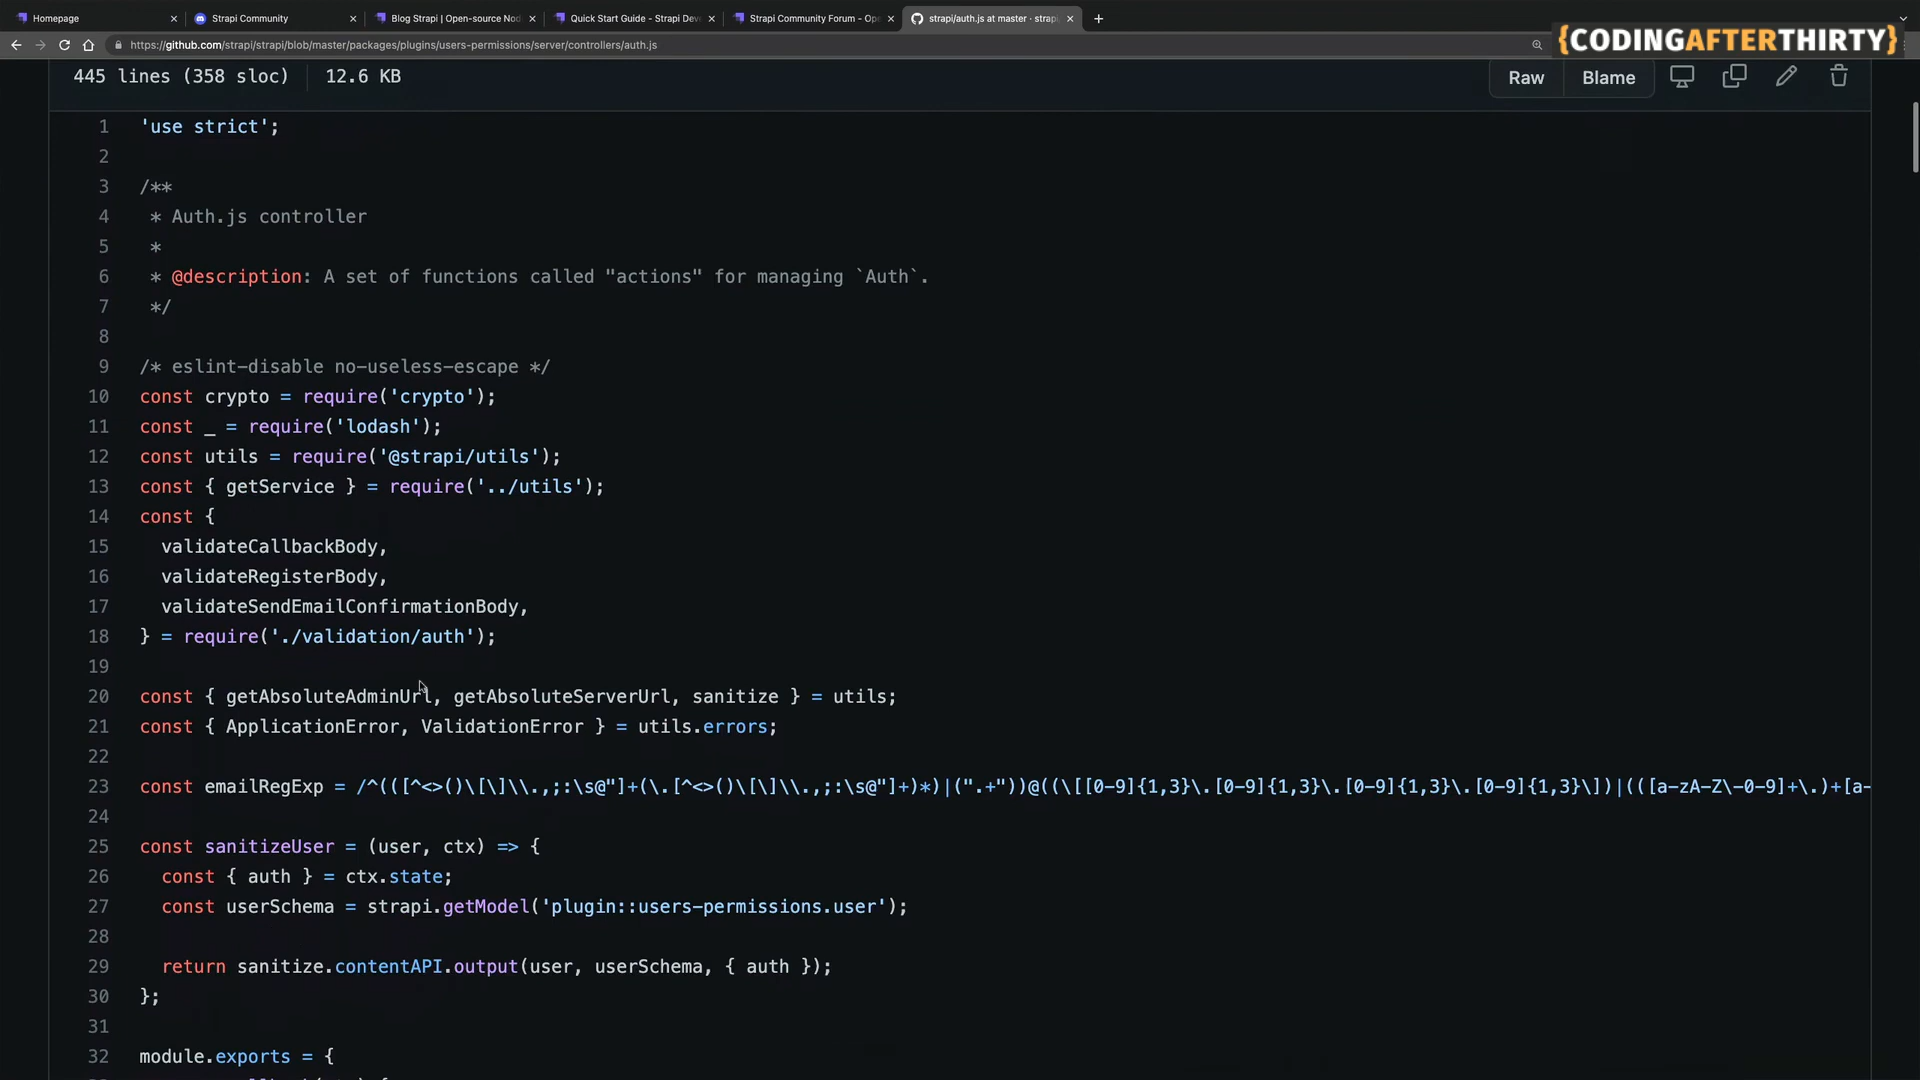 Homepage
Strapi Community
Blog Strapi | Open-source Nod
Quick Start Guide - Strapi Dev
Strapi Community Forum - Ope
strapi/auth.js at master · strap
https://github.com/strapi/strapi/blob/master/packages/plugins/users-permissions/server/controllers/auth.js
{CODINGAFTERTHIRTY}
445 lines (358 sloc)
12.6 KB
Raw
Blame
1 'use strict';
2
3 /**
4 * Auth.js controller
5 *
6 * @description: A set of functions called "actions" for managing `Auth`.
7 */
8
9 /* eslint-disable no-useless-escape */
10 const crypto = require('crypto');
11 const _ = require('lodash');
12 const utils = require('@strapi/utils');
13 const { getService } = require('../utils');
14 const {
15 validateCallbackBody,
16 validateRegisterBody,
17 validateSendEmailConfirmationBody,
18 } = require('./validation/auth');
19
20 const { getAbsoluteAdminUrl, getAbsoluteServerUrl, sanitize } = utils;
21 const { ApplicationError, ValidationError } = utils.errors;
22
23 const emailRegExp = /^(([^<>()\[\]\\.,;:\s@"]+(\.[^<>()\[\]\\.,;:\s@"]+)*)|(".+"))@((\[[0-9]{1,3}\.[0-9]{1,3}\.[0-9]{1,3}\.[0-9]{1,3}\])|(([a-zA-Z\-0-9]+\.)+[a-
24
25 const sanitizeUser = (user, ctx) => {
26 const { auth } = ctx.state;
27 const userSchema = strapi.getModel('plugin::users-permissions.user');
28
29 return sanitize.contentAPI.output(user, userSchema, { auth });
30 };
31
32 module.exports = {